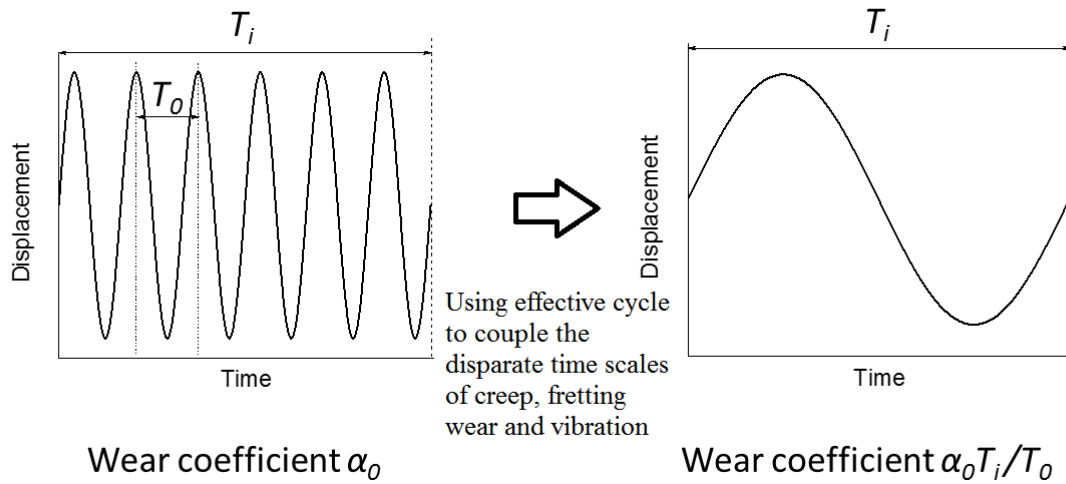 T_i
T_i
T_0
Displacement
Displacement
Using effective cycle
to couple the
disparate time scales
of creep, fretting
wear and vibration
Time
Time
Wear coefficient α_0
Wear coefficient α_0T_i/T_0